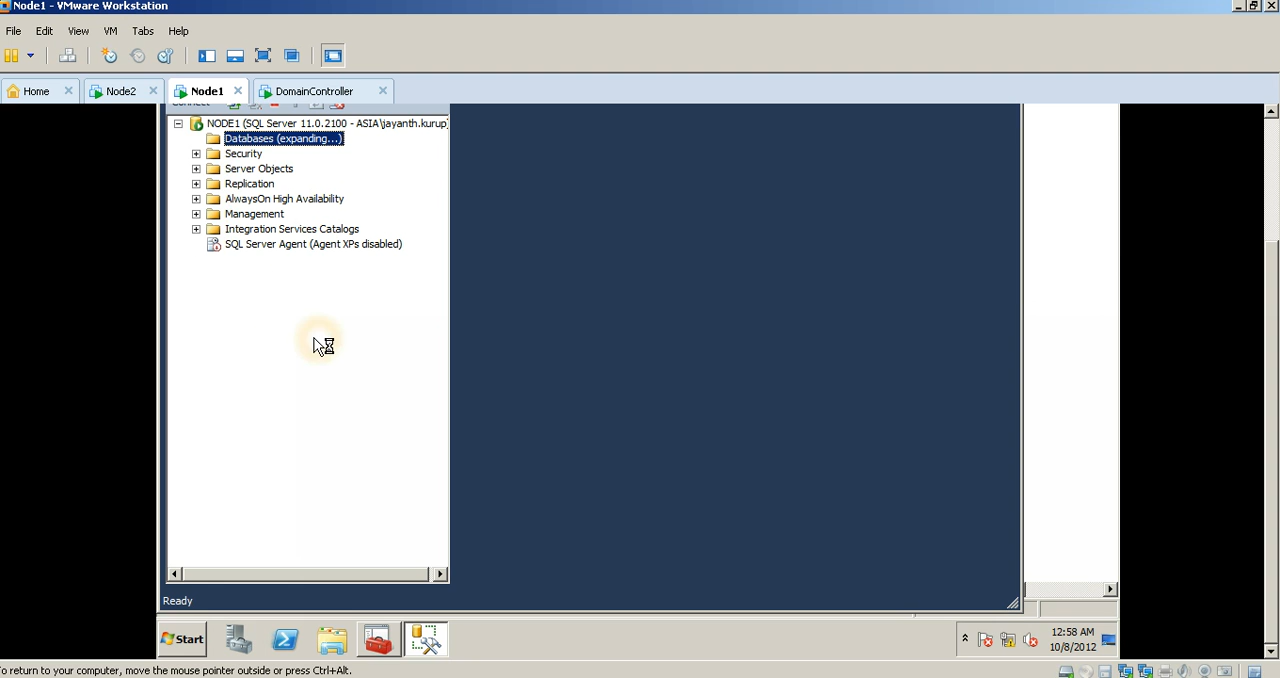 Node1 - VMware Workstation
File Edit View VM Tabs Help
Home Node2 Node1 DomainController
Connect
NODE1 (SQL Server 11.0.2100 - ASIA\jayanth.kurup)
Databases (expanding...)
Security
Server Objects
Replication
AlwaysOn High Availability
Management
Integration Services Catalogs
SQL Server Agent (Agent XPs disabled)
Ready
Start
12:58 AM
10/8/2012
To return to your computer, move the mouse pointer outside or press Ctrl+Alt.